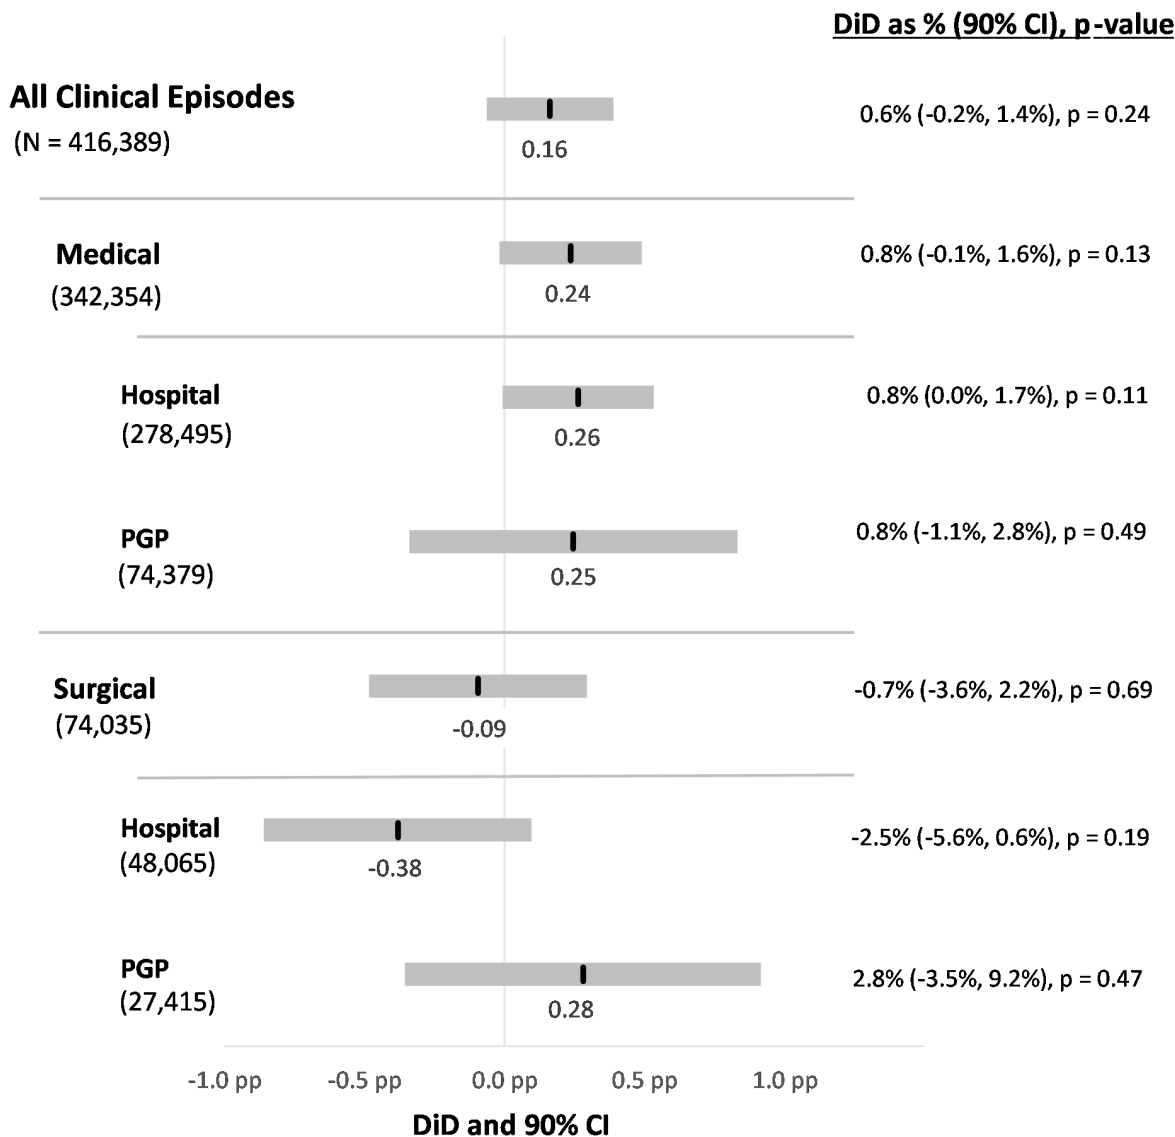 DiD as % (90% CI), p-value
All Clinical Episodes
(N = 416,389)
0.16
0.6% (-0.2%, 1.4%), p = 0.24
Medical
(342,354)
0.24
0.8% (-0.1%, 1.6%), p = 0.13
Hospital
(278,495)
0.26
0.8% (0.0%, 1.7%), p = 0.11
PGP
(74,379)
0.25
0.8% (-1.1%, 2.8%), p = 0.49
Surgical
(74,035)
-0.09
-0.7% (-3.6%, 2.2%), p = 0.69
Hospital
(48,065)
-0.38
-2.5% (-5.6%, 0.6%), p = 0.19
PGP
(27,415)
0.28
2.8% (-3.5%, 9.2%), p = 0.47
-1.0 pp -0.5 pp 0.0 pp 0.5 pp 1.0 pp
DiD and 90% CI